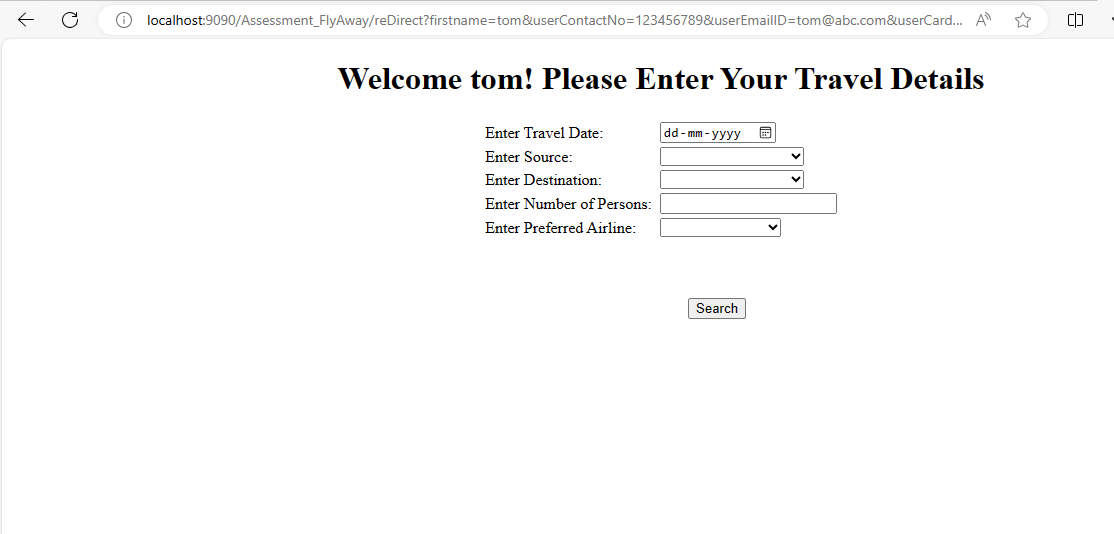 localhost:9090/Assessment_FlyAway/reDirect?firstname=tom&userContactNo=123456789&userEmailID=tom@abc.com&userCard...
Welcome tom! Please Enter Your Travel Details
Enter Travel Date: dd-mm-yyyy
Enter Source:
Enter Destination:
Enter Number of Persons:
Enter Preferred Airline:
Search